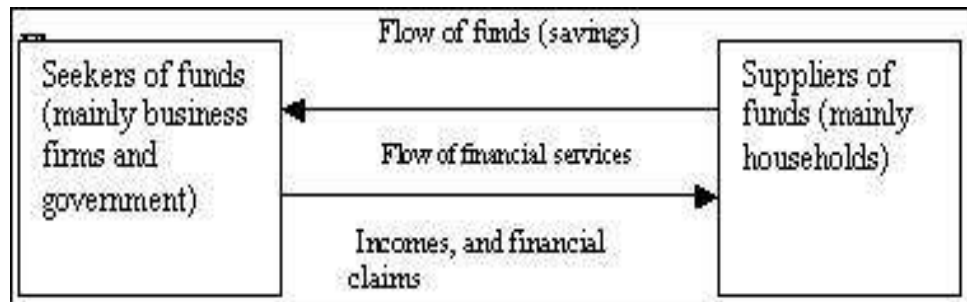 Flow of funds (savings)
Seekers of funds
(mainly business
firms and
government)
Suppliers of
funds (mainly
households)
Flow of financial services
Incomes, and financial
claims